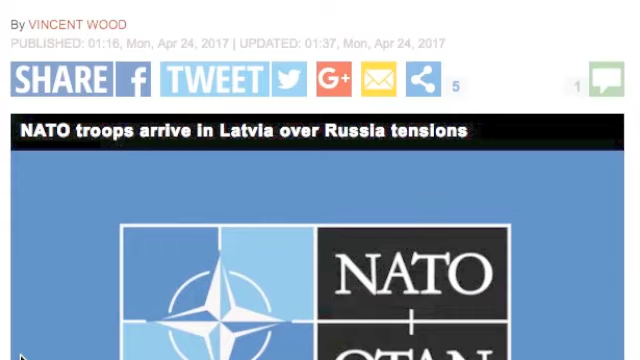 By VINCENT WOOD
PUBLISHED: 01:16, Mon, Apr 24, 2017 | UPDATED: 01:37, Mon, Apr 24, 2017
SHARE f TWEET G+ 5 1
NATO troops arrive in Latvia over Russia tensions
NATO
OTAN